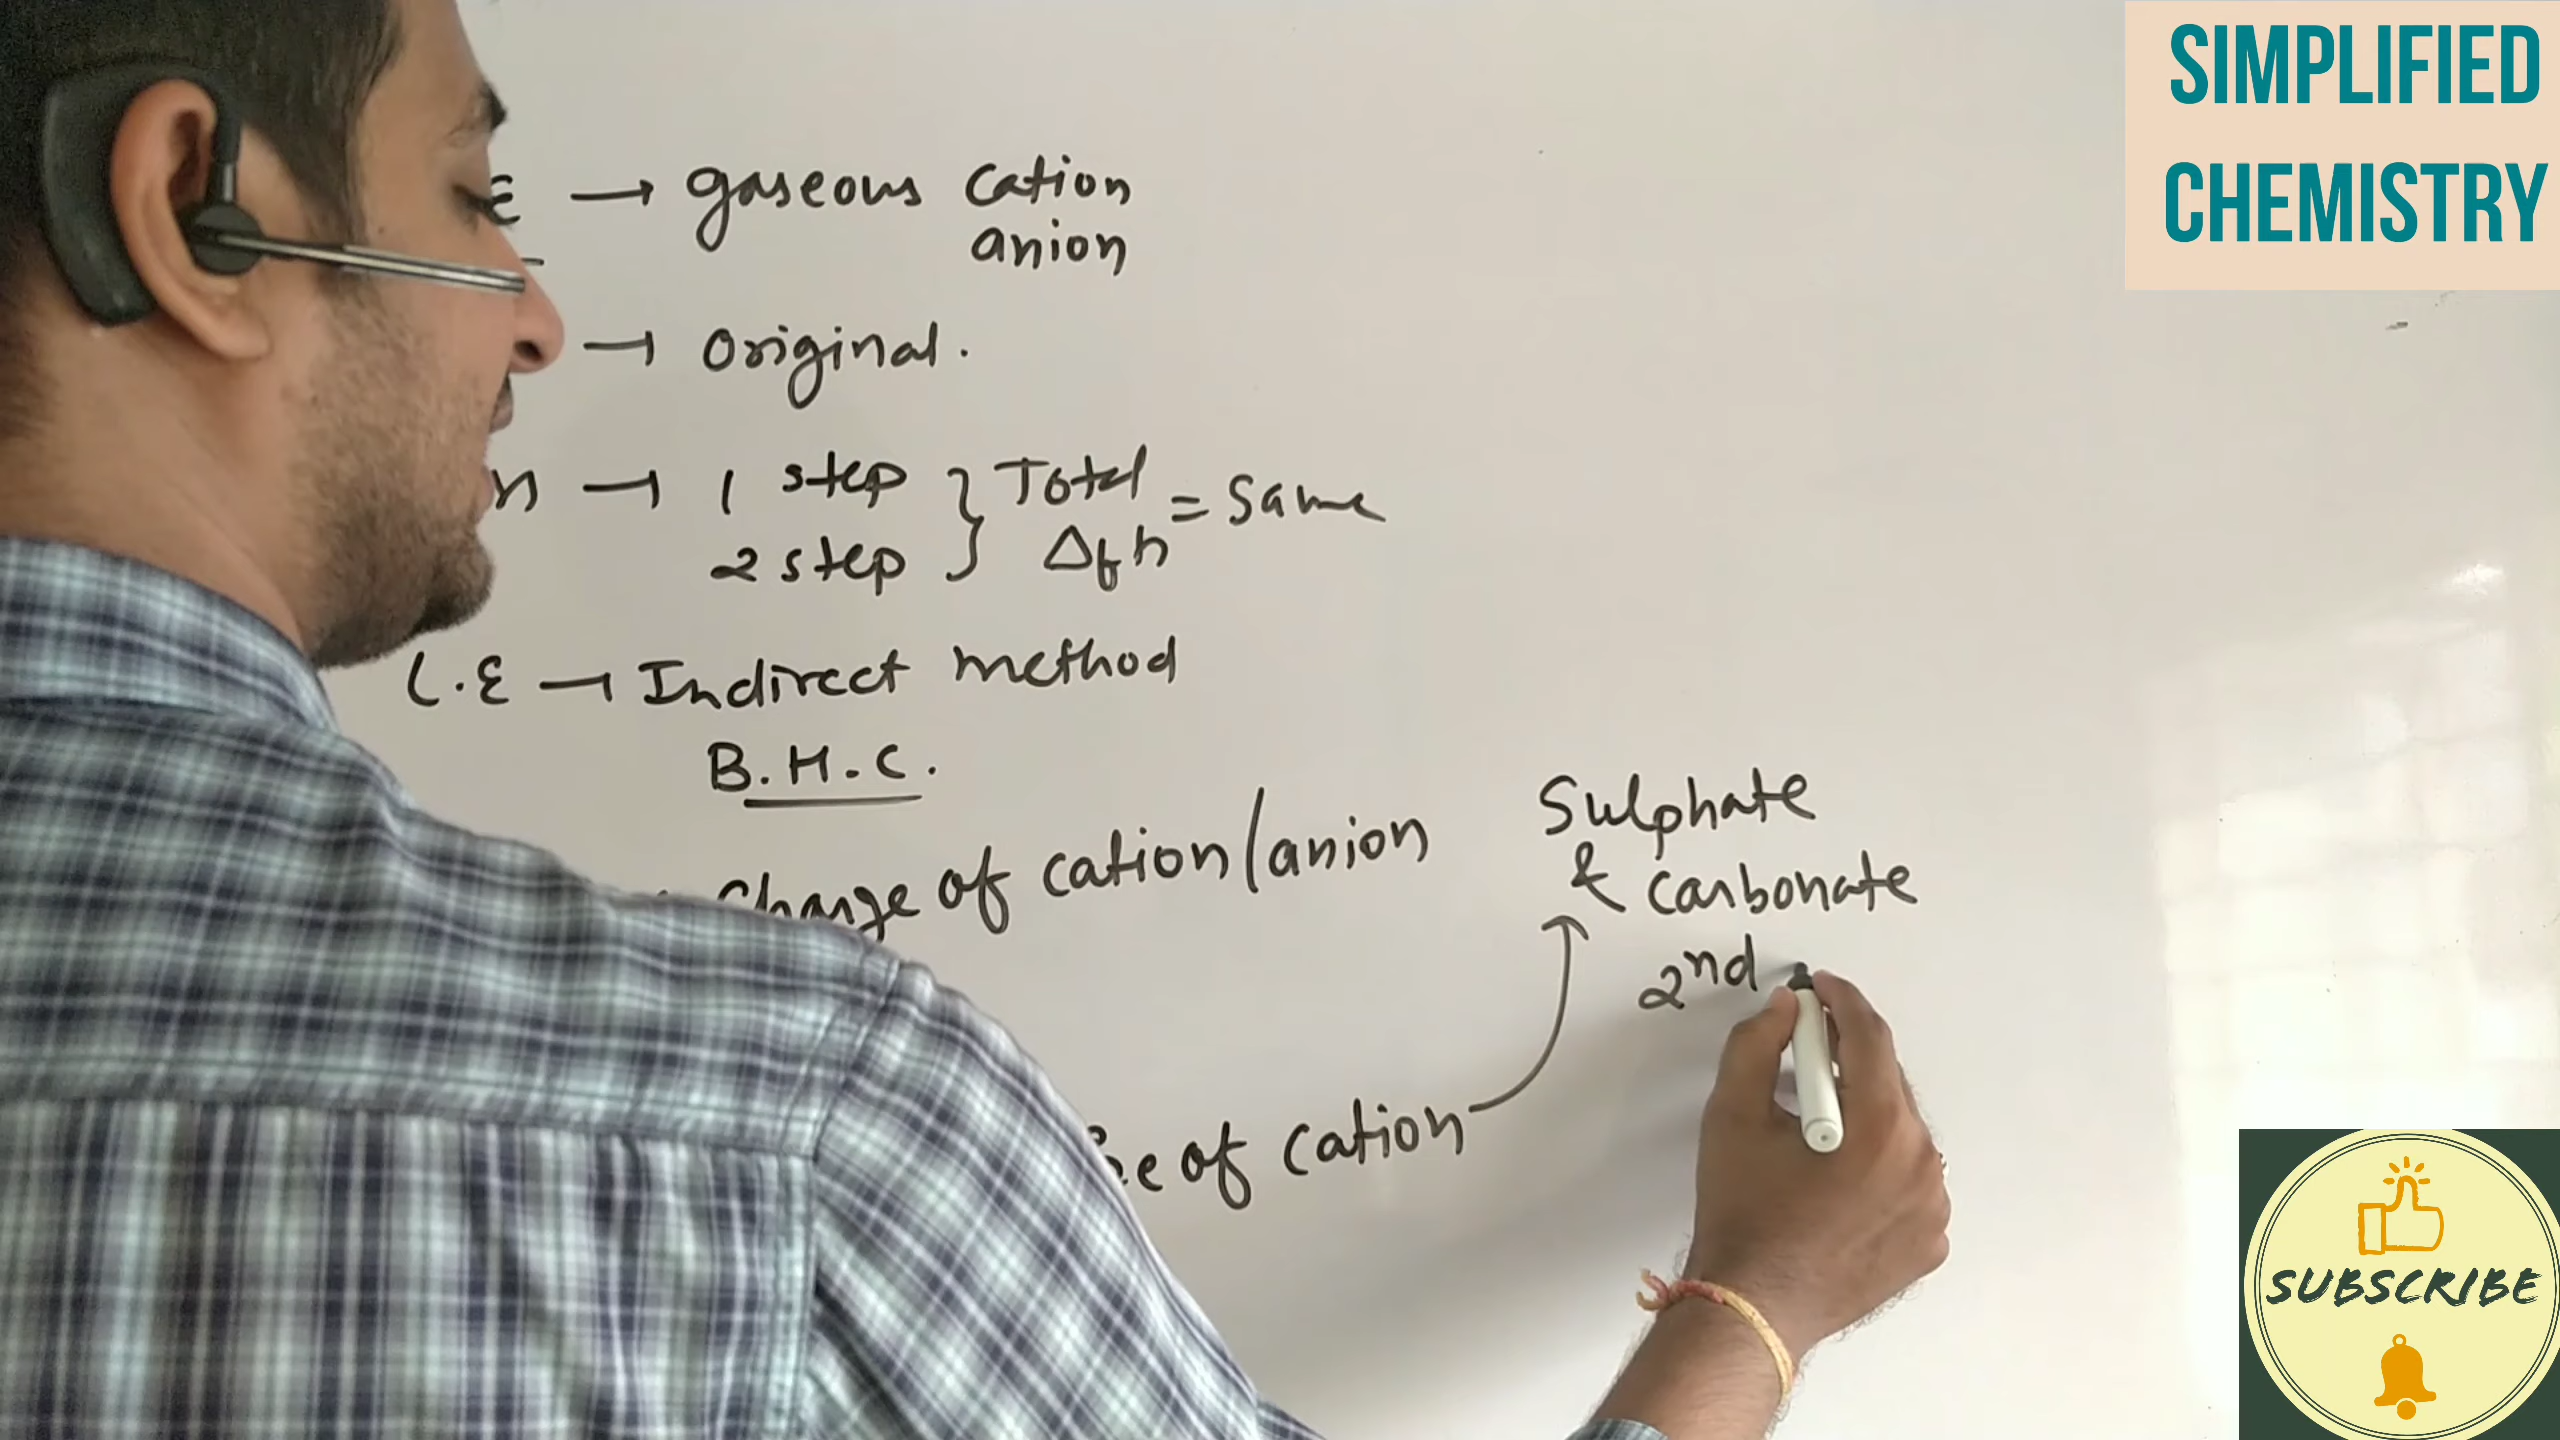 SIMPLIFIED
CHEMISTRY
E → gaseous cation
anion
→ Original.
n → 1 step } Total = Same
2 step } Δfh
L.E → Indirect method
B.H.C.
charge of cation/anion
Sulphate
& carbonate
2nd
of cation
SUBSCRIBE